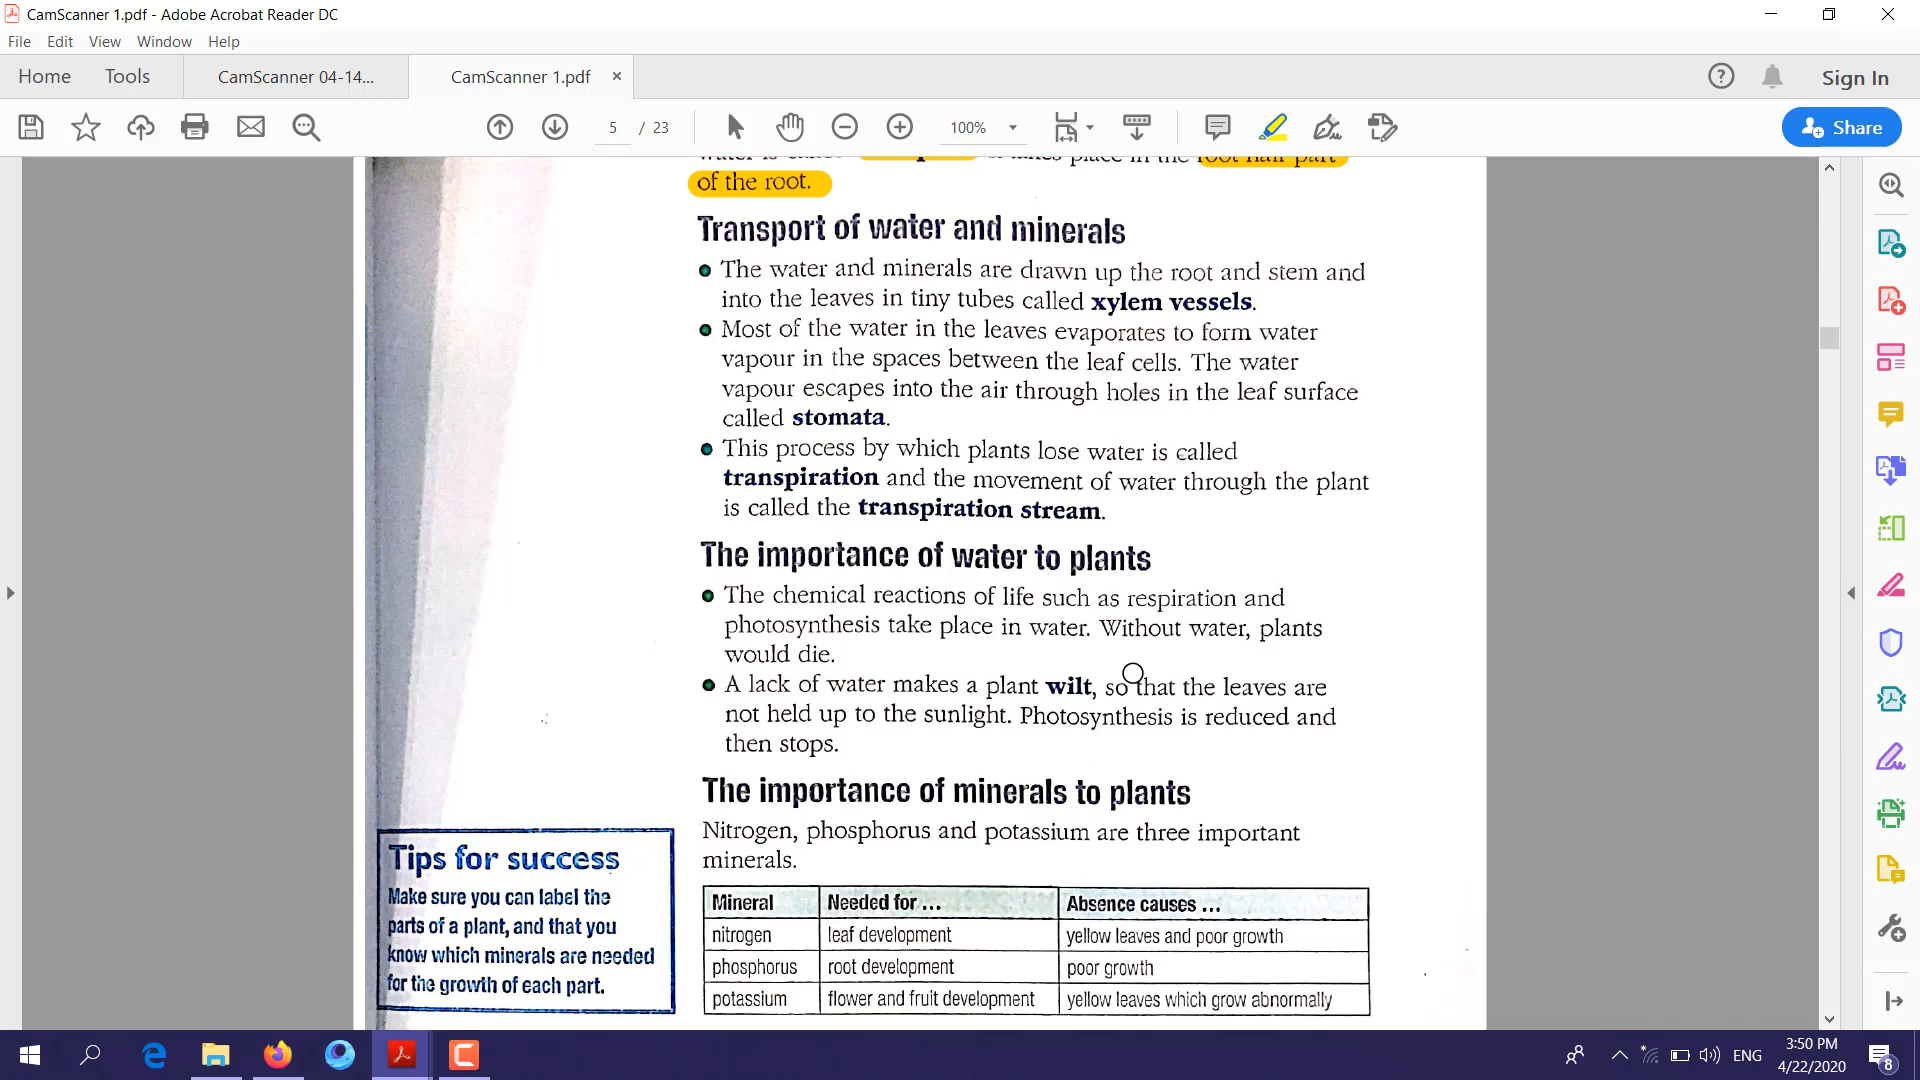 CamScanner 1.pdf - Adobe Acrobat Reader DC
File Edit View Window Help
Home Tools CamScanner 04-14... CamScanner 1.pdf × Sign In
5 / 23 100% Share
of the root.
Transport of water and minerals
The water and minerals are drawn up the root and stem and
into the leaves in tiny tubes called xylem vessels.
Most of the water in the leaves evaporates to form water
vapour in the spaces between the leaf cells. The water
vapour escapes into the air through holes in the leaf surface
called stomata.
This process by which plants lose water is called
transpiration and the movement of water through the plant
is called the transpiration stream.
The importance of water to plants
The chemical reactions of life such as respiration and
photosynthesis take place in water. Without water, plants
would die.
A lack of water makes a plant wilt, so that the leaves are
not held up to the sunlight. Photosynthesis is reduced and
then stops.
The importance of minerals to plants
Nitrogen, phosphorus and potassium are three important
minerals.
Mineral Needed for ... Absence causes ...
nitrogen leaf development yellow leaves and poor growth
phosphorus root development poor growth
potassium flower and fruit development yellow leaves which grow abnormally
Tips for success
Make sure you can label the
parts of a plant, and that you
know which minerals are needed
for the growth of each part.
ENG
3:50 PM
4/22/2020
8